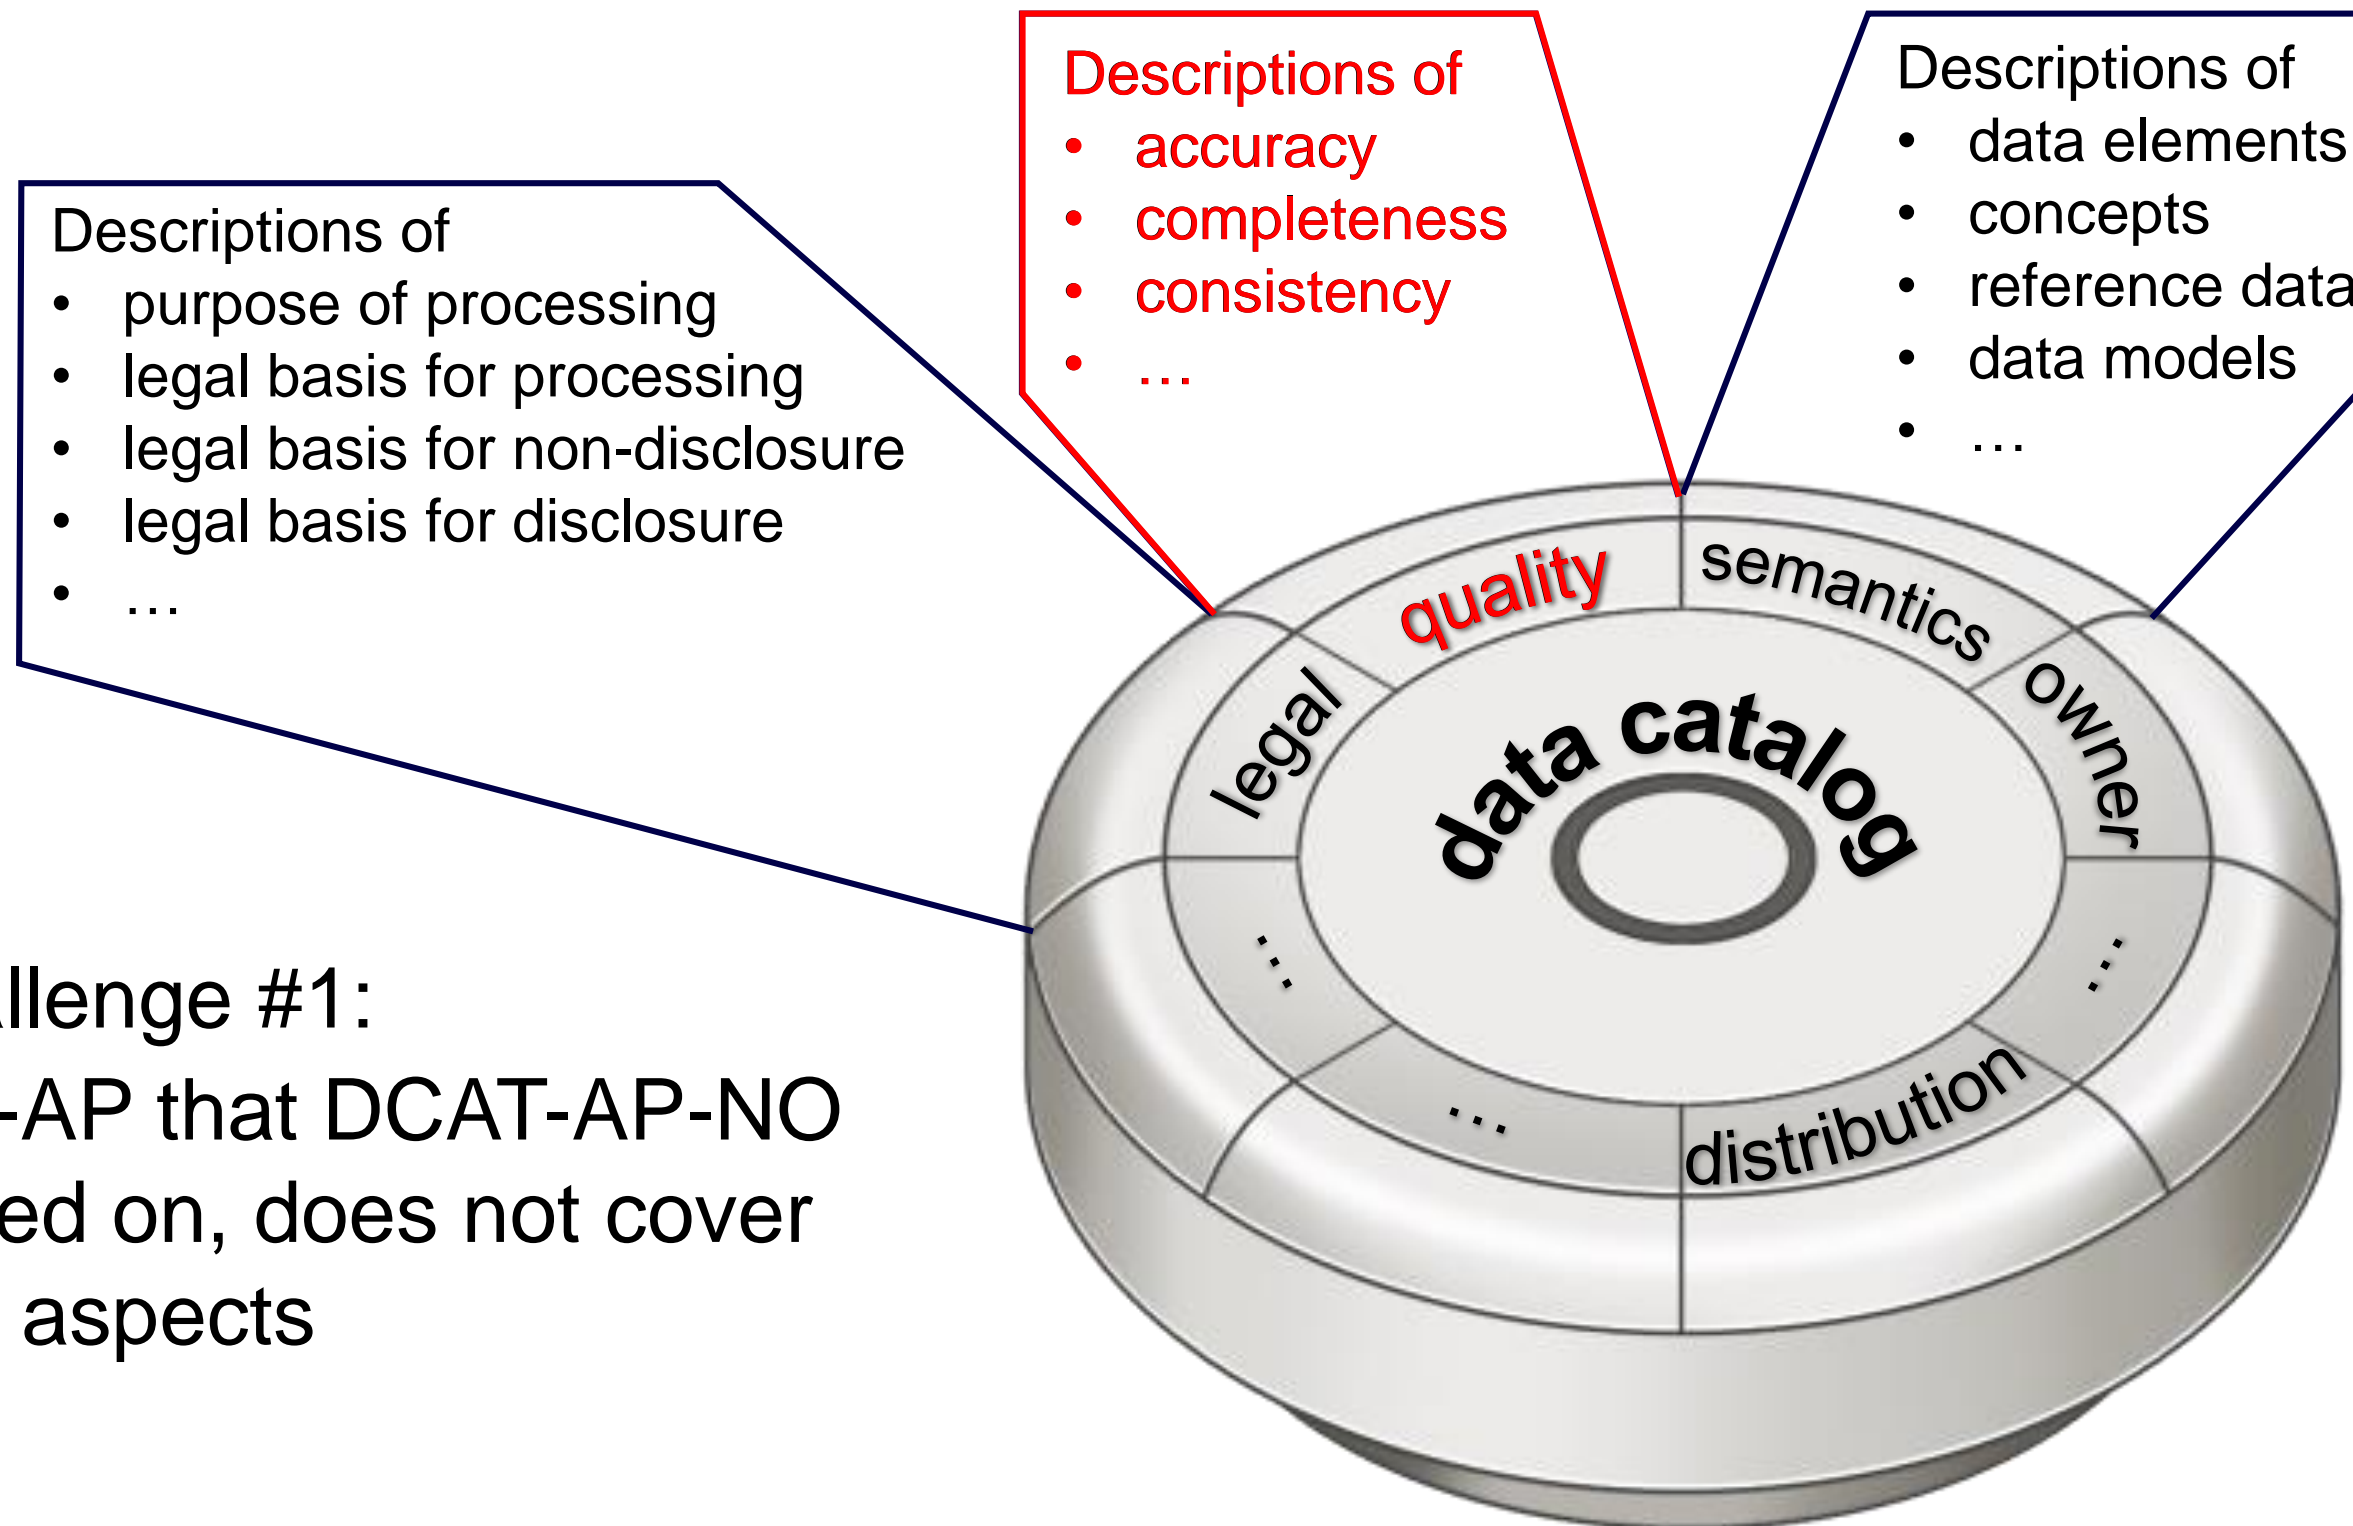 Descriptions of
• purpose of processing
• legal basis for processing
• legal basis for non-disclosure
• legal basis for disclosure
• …
Descriptions of
• accuracy
• completeness
• consistency
• …
Descriptions of
• data elements
• concepts
• reference data
• data models
• …
quality
semantics
legal
owner
data catalog
…
…
…
distribution
allenge #1:
-AP that DCAT-AP-NO
ed on, does not cover
aspects